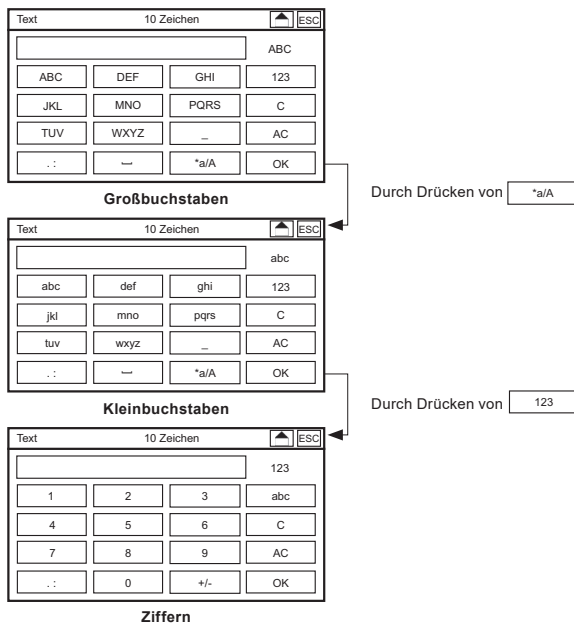 Text 10 Zeichen ESC
ABC
ABC DEF GHI 123
JKL MNO PQRS C
TUV WXYZ _ AC
. : ⎵ *a/A OK
Großbuchstaben
Durch Drücken von *a/A
Text 10 Zeichen ESC
abc
abc def ghi 123
jkl mno pqrs C
tuv wxyz _ AC
. : ⎵ *a/A OK
Kleinbuchstaben
Durch Drücken von 123
Text 10 Zeichen ESC
123
1 2 3 abc
4 5 6 C
7 8 9 AC
. : 0 +/- OK
Ziffern